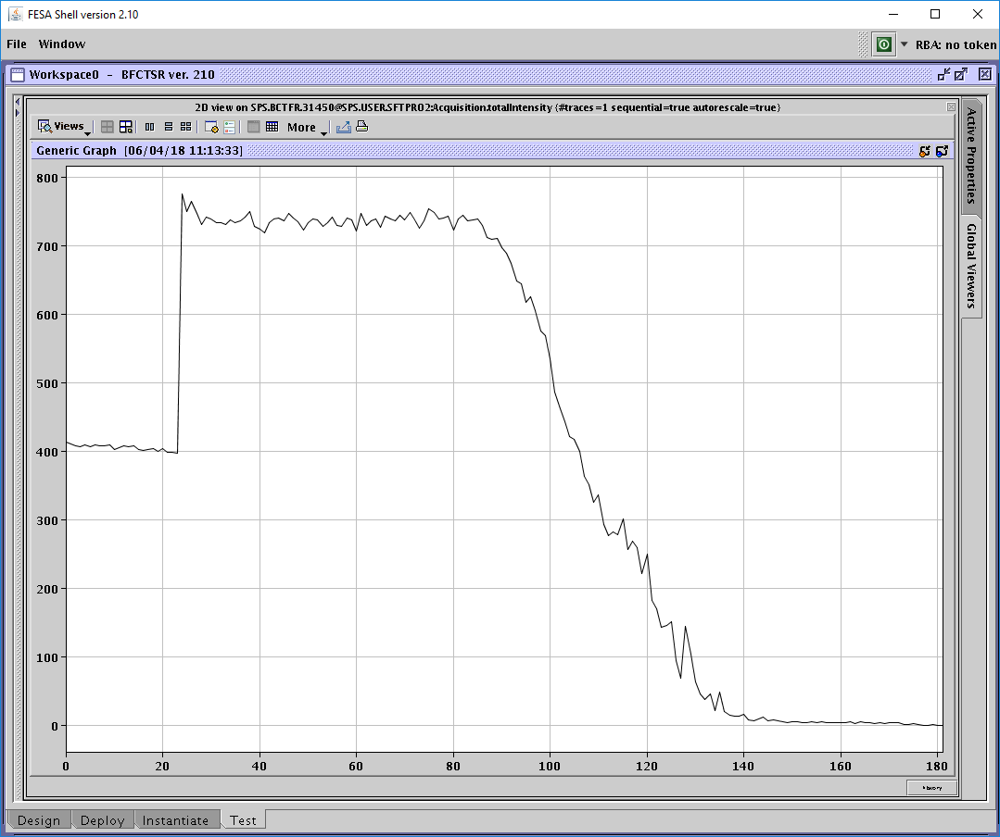 FESA Shell version 2.10
File Window
RBA: no token
Workspace0 - BFCTSR ver. 210
2D view on SPS.BCTFR.31450@SPS.USER.SFTPRO2:Acquisition.totalIntensity {#traces=1 sequential=true autorescale=true}
Views
More
Generic Graph [06/04/18 11:13:33]
Active Properties
Global Viewers
800
700
600
500
400
300
200
100
0
0 20 40 60 80 100 120 140 160 180
Design Deploy Instantiate Test